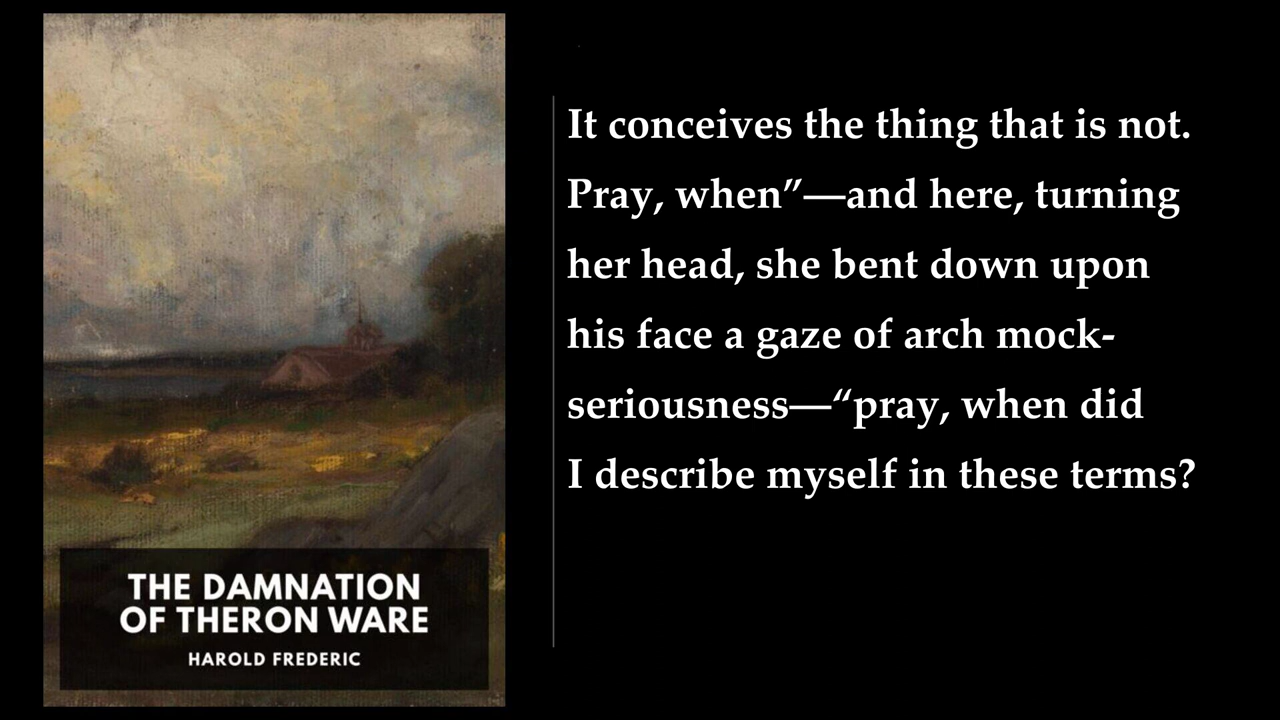 THE DAMNATION
OF THERON WARE
HAROLD FREDERIC
It conceives the thing that is not.
Pray, when”—and here, turning
her head, she bent down upon
his face a gaze of arch mock-
seriousness—“pray, when did
I describe myself in these terms?